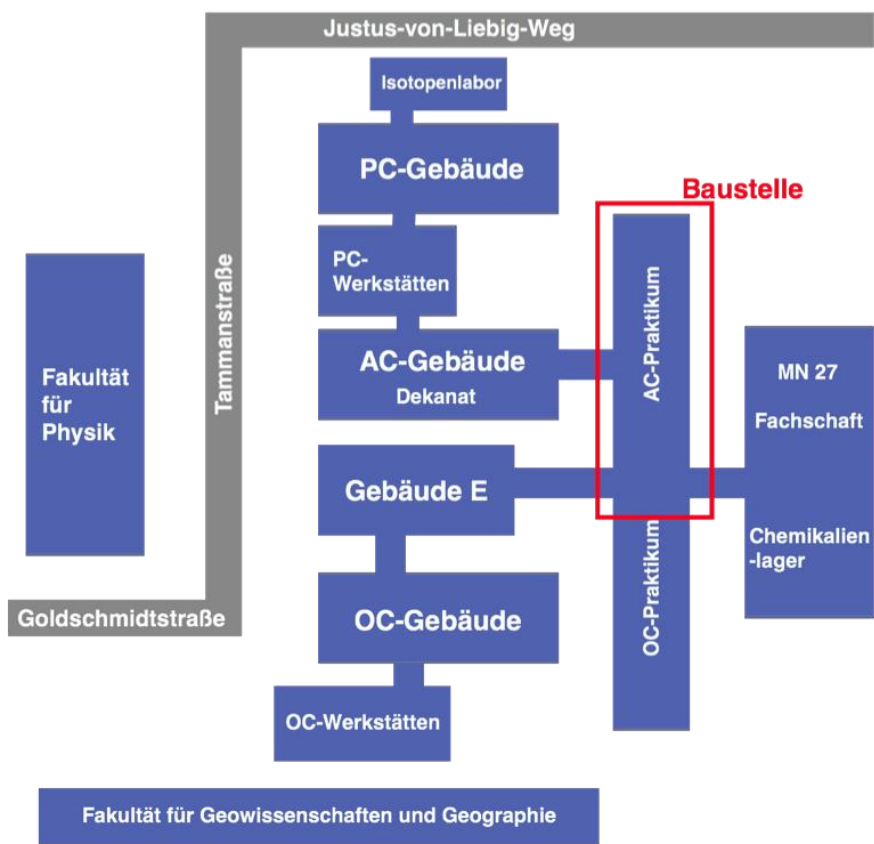 Justus-von-Liebig-Weg
Isotopenlabor
PC-Gebäude
Baustelle
PC-
Werkstätten
Tammanstraße
AC-Praktikum
AC-Gebäude
Dekanat
Fakultät
für
Physik
MN 27
Fachschaft
Gebäude E
Chemikalien
-lager
OC-Praktikum
Goldschmidtstraße
OC-Gebäude
OC-Werkstätten
Fakultät für Geowissenschaften und Geographie